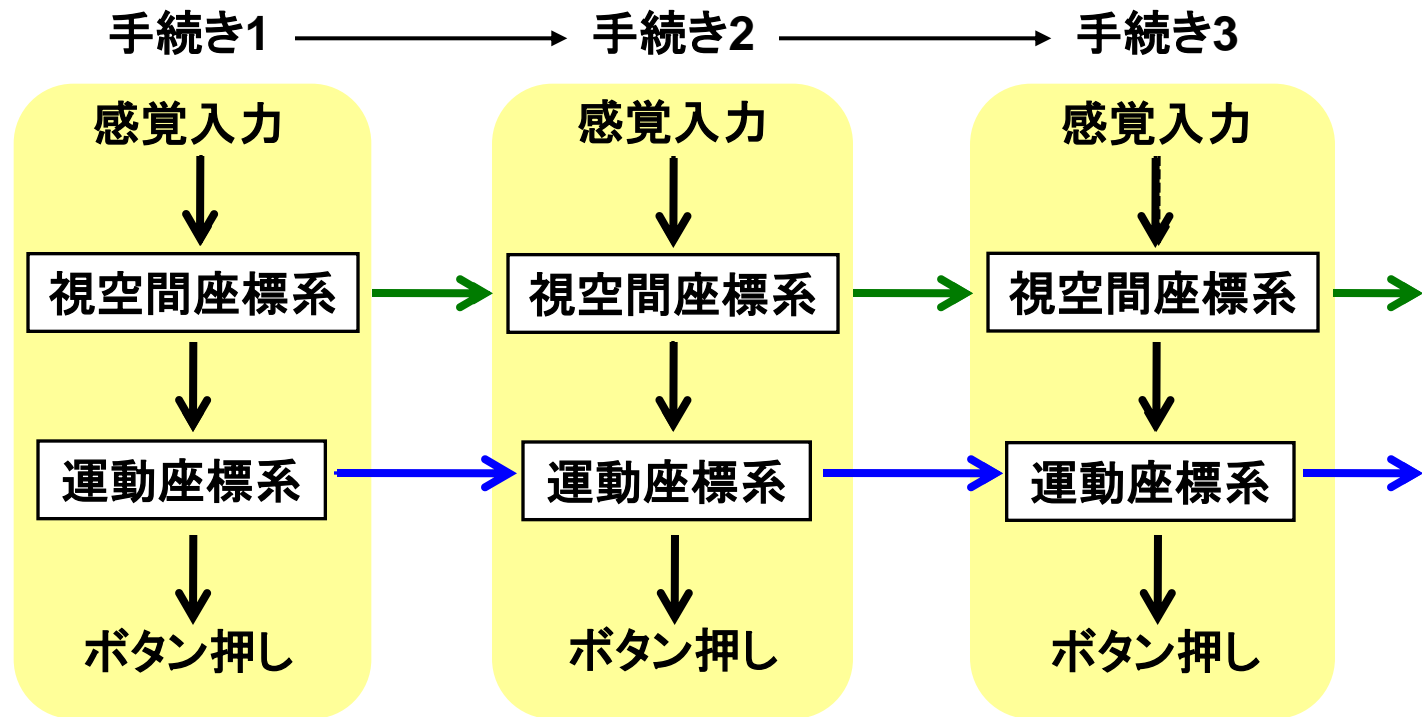 手続き1
手続き2
手続き3
感覚入力
視空間座標系
運動座標系
ボタン押し
感覚入力
視空間座標系
運動座標系
ボタン押し
感覚入力
視空間座標系
運動座標系
ボタン押し